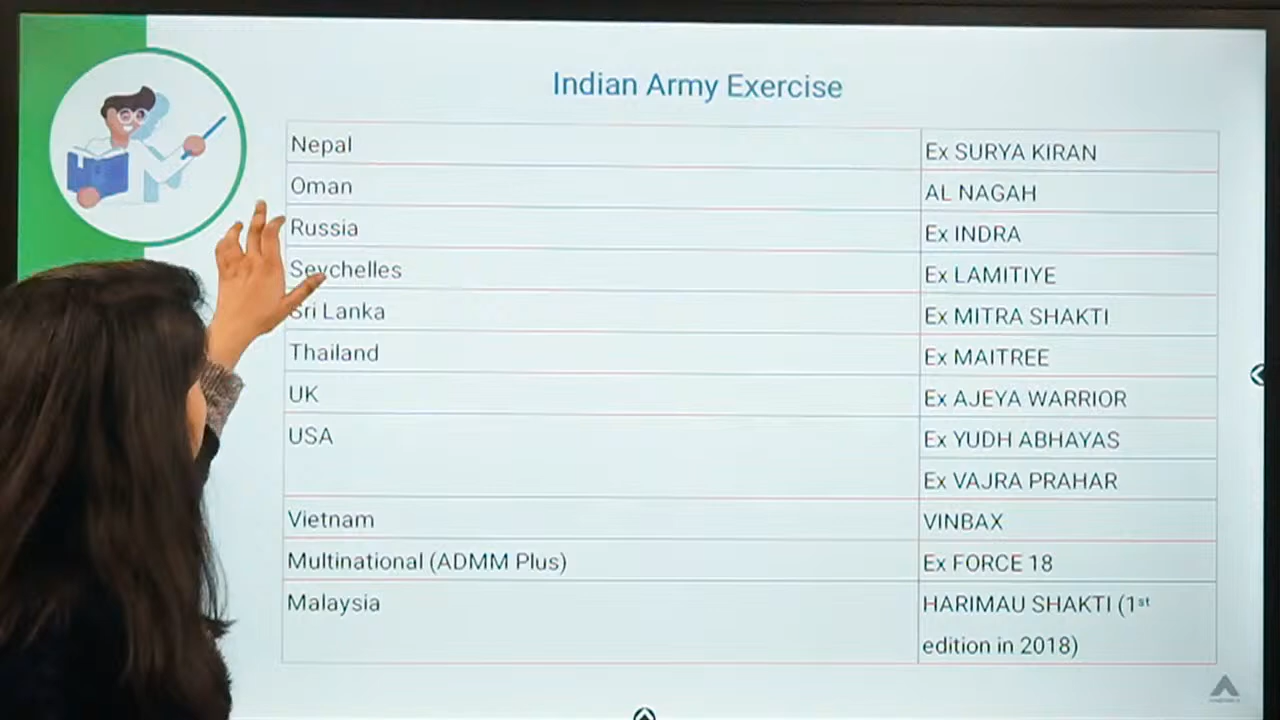 Indian Army Exercise
Nepal
Ex SURYA KIRAN
Oman
AL NAGAH
Russia
Ex INDRA
Seychelles
Ex LAMITIYE
Sri Lanka
Ex MITRA SHAKTI
Thailand
Ex MAITREE
UK
Ex AJEYA WARRIOR
USA
Ex YUDH ABHAYAS
Ex VAJRA PRAHAR
Vietnam
VINBAX
Multinational (ADMM Plus)
Ex FORCE 18
Malaysia
HARIMAU SHAKTI (1st
edition in 2018)